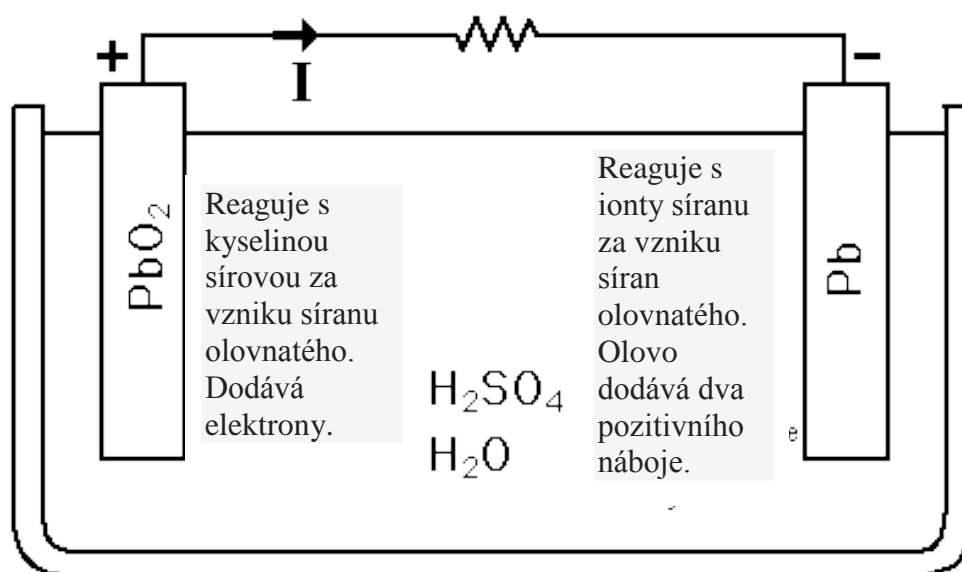 +
−
I
PbO₂
Reaguje s
kyselinou
sírovou za
vzniku síranu
olovnatého.
Dodává
elektrony.
H₂SO₄
H₂O
Reaguje s
ionty síranu
za vzniku
síran
olovnatého.
Olovo
dodává dva
pozitivního
náboje.
e
Pb